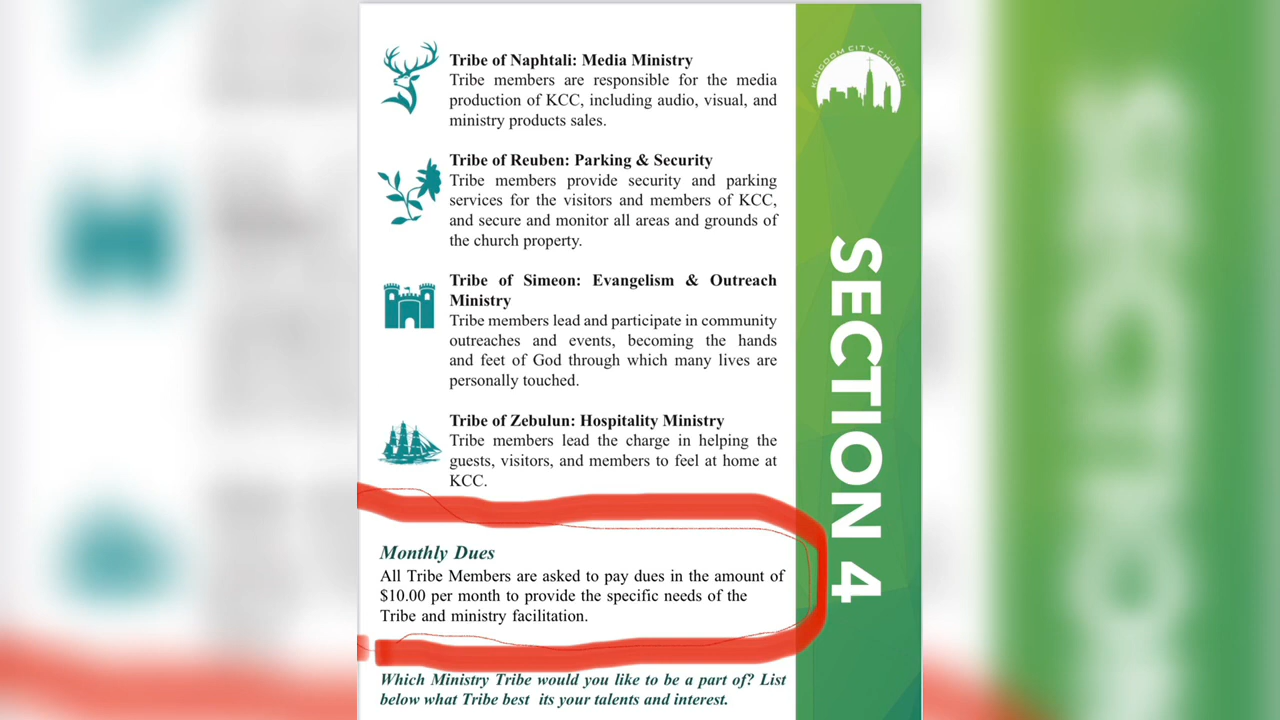 Tribe of Naphtali: Media Ministry
Tribe members are responsible for the media
production of KCC, including audio, visual, and
ministry products sales.
Tribe of Reuben: Parking & Security
Tribe members provide security and parking
services for the visitors and members of KCC,
and secure and monitor all areas and grounds of
the church property.
Tribe of Simeon: Evangelism & Outreach
Ministry
Tribe members lead and participate in community
outreaches and events, becoming the hands
and feet of God through which many lives are
personally touched.
Tribe of Zebulun: Hospitality Ministry
Tribe members lead the charge in helping the
guests, visitors, and members to feel at home at
KCC.
Monthly Dues
All Tribe Members are asked to pay dues in the amount of
$10.00 per month to provide the specific needs of the
Tribe and ministry facilitation.
Which Ministry Tribe would you like to be a part of? List
below what Tribe best its your talents and interest.
KINGDOM CITY CHURCH
SECTION 4